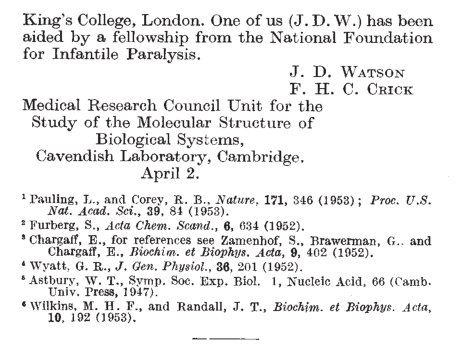 King's College, London. One of us (J. D. W.) has been
aided by a fellowship from the National Foundation
for Infantile Paralysis.
J. D. Watson
F. H. C. Crick
Medical Research Council Unit for the
Study of the Molecular Structure of
Biological Systems,
Cavendish Laboratory, Cambridge.
April 2.
¹ Pauling, L., and Corey, R. B., Nature, 171, 346 (1953); Proc. U.S.
Nat. Acad. Sci., 39, 84 (1953).
² Furberg, S., Acta Chem. Scand., 6, 634 (1952).
³ Chargaff, E., for references see Zamenhof, S., Brawerman, G., and
Chargaff, E., Biochim. et Biophys. Acta, 9, 402 (1952).
⁴ Wyatt, G. R., J. Gen. Physiol., 36, 201 (1952).
⁵ Astbury, W. T., Symp. Soc. Exp. Biol. 1, Nucleic Acid, 66 (Camb.
Univ. Press, 1947).
⁶ Wilkins, M. H. F., and Randall, J. T., Biochim. et Biophys. Acta,
10, 192 (1953).